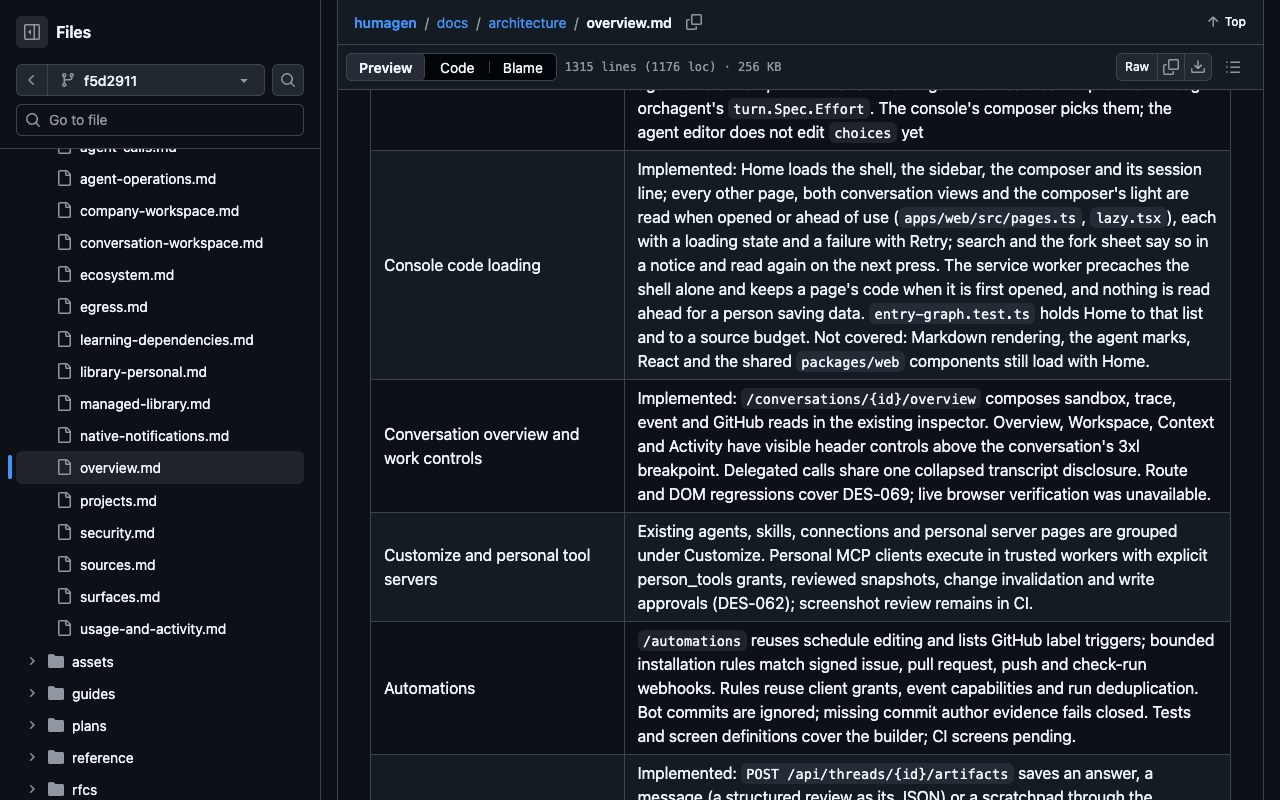 Files
f5d2911
Go to file
agent-calls.md
agent-operations.md
company-workspace.md
conversation-workspace.md
ecosystem.md
egress.md
learning-dependencies.md
library-personal.md
managed-library.md
native-notifications.md
overview.md
projects.md
security.md
sources.md
surfaces.md
usage-and-activity.md
assets
guides
plans
reference
rfcs
humagen / docs / architecture / overview.md
Top
Preview Code Blame 1315 lines (1176 loc) · 256 KB Raw
orchagent's turn.Spec.Effort. The console's composer picks them; the
agent editor does not edit choices yet
Console code loading
Implemented: Home loads the shell, the sidebar, the composer and its session
line; every other page, both conversation views and the composer's light are
read when opened or ahead of use ( apps/web/src/pages.ts, lazy.tsx ), each
with a loading state and a failure with Retry; search and the fork sheet say so in
a notice and read again on the next press. The service worker precaches the
shell alone and keeps a page's code when it is first opened, and nothing is read
ahead for a person saving data. entry-graph.test.ts holds Home to that list
and to a source budget. Not covered: Markdown rendering, the agent marks,
React and the shared packages/web components still load with Home.
Conversation overview and
work controls
Implemented: /conversations/{id}/overview composes sandbox, trace,
event and GitHub reads in the existing inspector. Overview, Workspace, Context
and Activity have visible header controls above the conversation's 3xl
breakpoint. Delegated calls share one collapsed transcript disclosure. Route
and DOM regressions cover DES-069; live browser verification was unavailable.
Customize and personal tool
servers
Existing agents, skills, connections and personal server pages are grouped
under Customize. Personal MCP clients execute in trusted workers with explicit
person_tools grants, reviewed snapshots, change invalidation and write
approvals (DES-062); screenshot review remains in CI.
Automations
/automations reuses schedule editing and lists GitHub label triggers; bounded
installation rules match signed issue, pull request, push and check-run
webhooks. Rules reuse client grants, event capabilities and run deduplication.
Bot commits are ignored; missing commit author evidence fails closed. Tests
and screen definitions cover the builder; CI screens pending.
Implemented: POST /api/threads/{id}/artifacts saves an answer, a
message (a structured review as its JSON) or a scratchpad through the